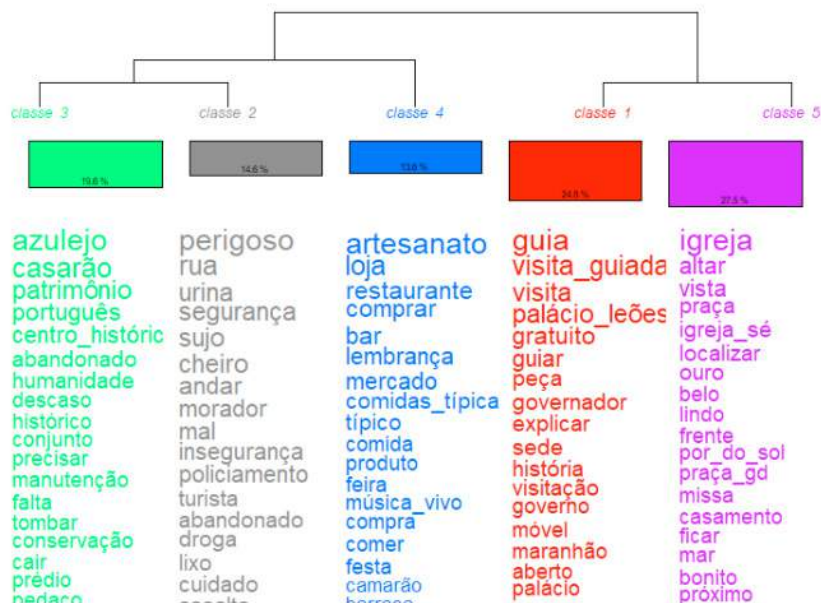 classe 3
classe 2
classe 4
classe 1
classe 5
19.6 %
14.6 %
13.8 %
24.5 %
27.5 %
azulejo
casarão
patrimônio
português
centro_históric
abandonado
humanidade
descaso
histórico
conjunto
precisar
manutenção
falta
tombar
conservação
cair
prédio
pedaço
perigoso
rua
urina
segurança
sujo
cheiro
andar
morador
mal
insegurança
policiamento
turista
abandonado
droga
lixo
cuidado
artesanato
loja
restaurante
comprar
bar
lembrança
mercado
comidas_típica
típico
comida
produto
feira
música_vivo
compra
comer
festa
camarão
guia
visita_guiada
visita
palácio_leões
gratuito
guiar
peça
governador
explicar
sede
história
visitação
governo
móvel
maranhão
aberto
palácio
igreja
altar
vista
praça
igreja_sé
localizar
ouro
belo
lindo
frente
por_do_sol
praça_gd
missa
casamento
ficar
mar
bonito
próximo